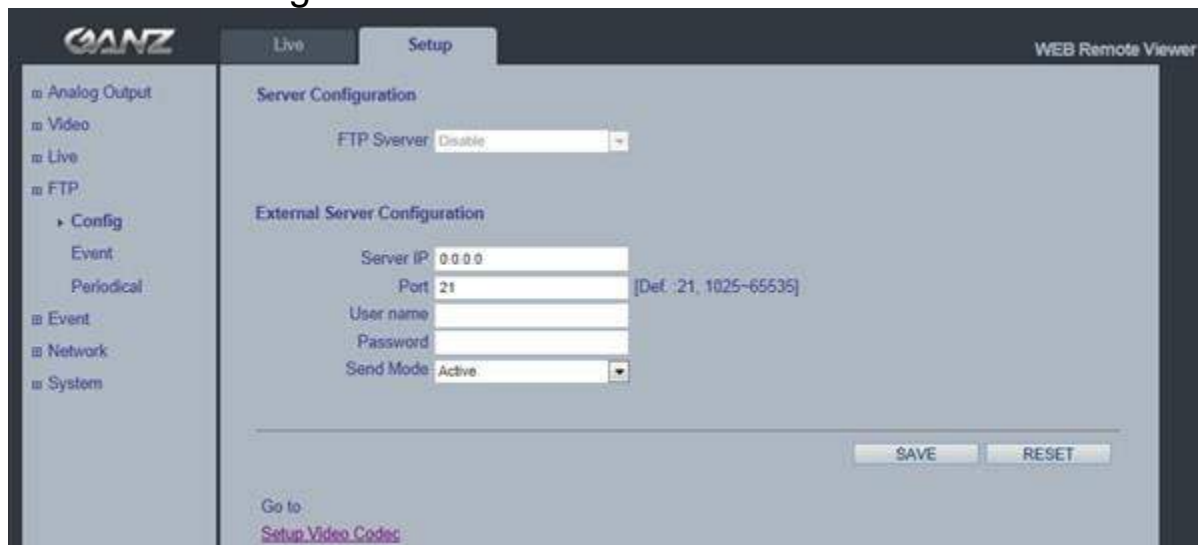 GANZ
Live
Setup
WEB Remote Viewer
Analog Output
Video
Live
FTP
Config
Event
Periodical
Event
Network
System
Server Configuration
FTP Sverver Disable
External Server Configuration
Server IP 0.0.0.0
Port 21 [Def. :21, 1025~65535]
User name
Password
Send Mode Active
SAVE RESET
Go to
Setup Video Codec